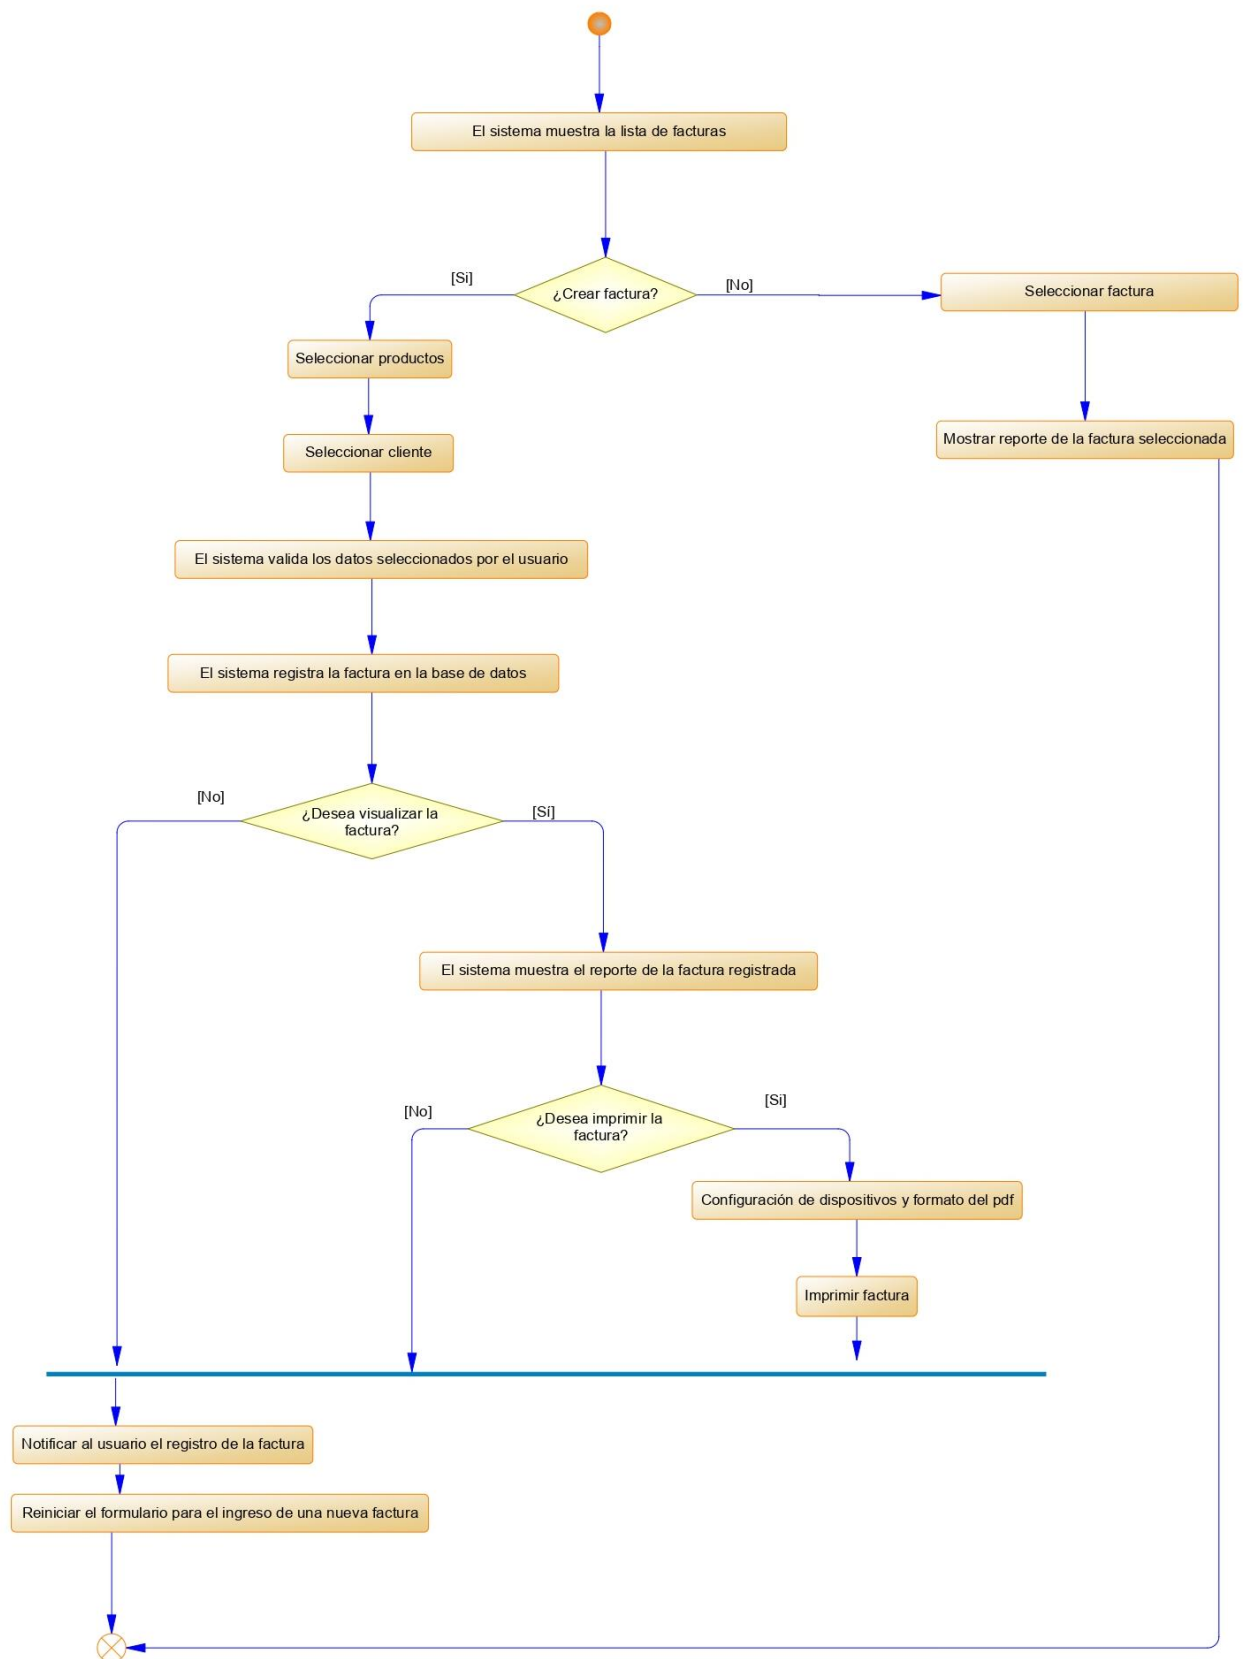 El sistema muestra la lista de facturas
[Si]
¿Crear factura?
[No]
Seleccionar factura
Seleccionar productos
Mostrar reporte de la factura seleccionada
Seleccionar cliente
El sistema valida los datos seleccionados por el usuario
El sistema registra la factura en la base de datos
[No]
¿Desea visualizar la
factura?
[Sí]
El sistema muestra el reporte de la factura registrada
[No]
¿Desea imprimir la
factura?
[Si]
Configuración de dispositivos y formato del pdf
Imprimir factura
Notificar al usuario el registro de la factura
Reiniciar el formulario para el ingreso de una nueva factura